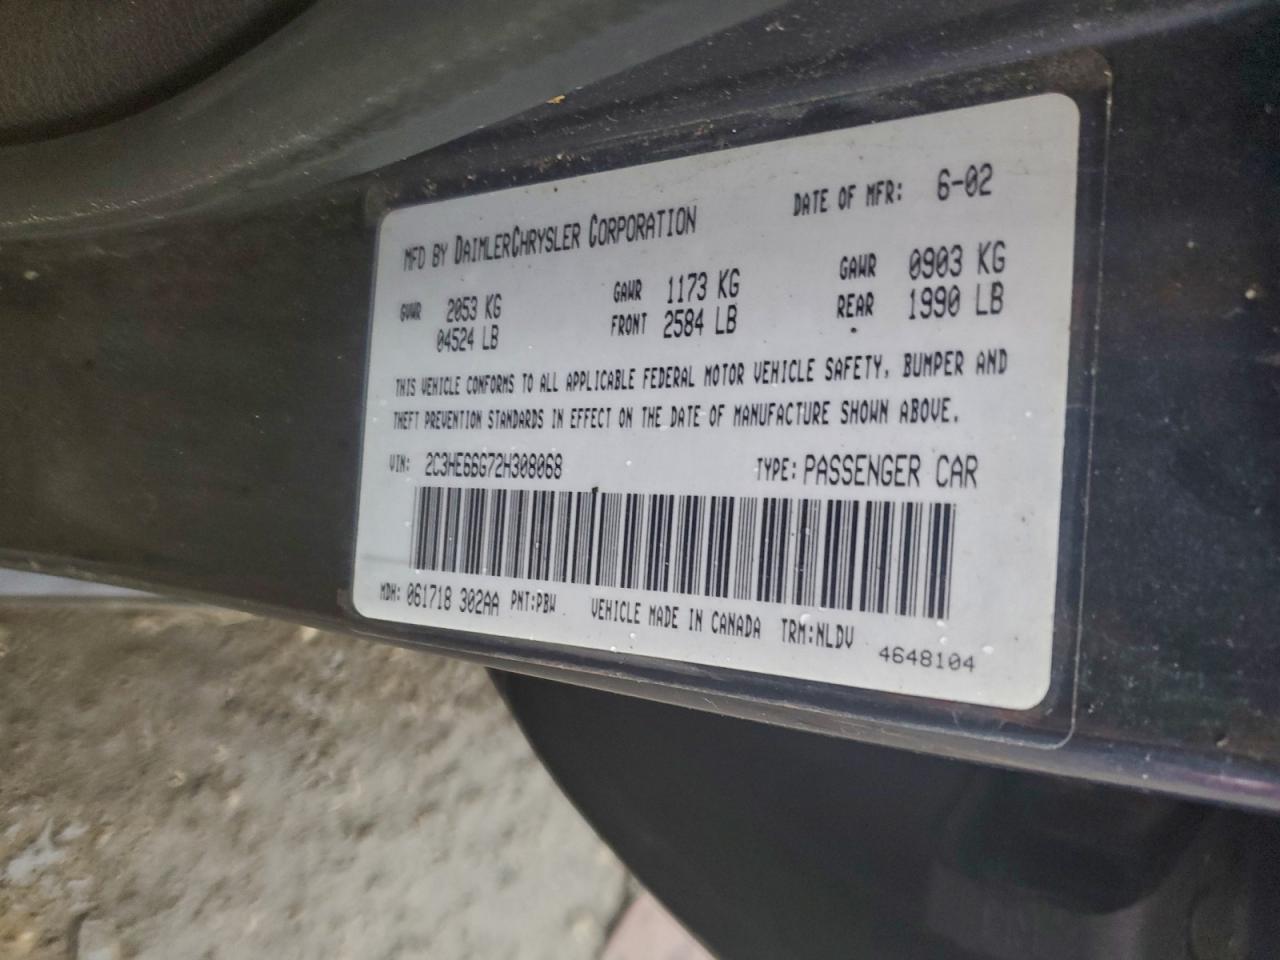 MFD BY DAIMLERCHRYSLER CORPORATION DATE OF MFR: 6-02
GVWR 2053 KG GAWR 1173 KG GAWR 0903 KG
04524 LB FRONT 2584 LB REAR 1990 LB
THIS VEHICLE CONFORMS TO ALL APPLICABLE FEDERAL MOTOR VEHICLE SAFETY, BUMPER AND
THEFT PREVENTION STANDARDS IN EFFECT ON THE DATE OF MANUFACTURE SHOWN ABOVE.
VIN: 2C3HE66G72H308068 TYPE: PASSENGER CAR
MDH: 061718 302AA PNT:PBW VEHICLE MADE IN CANADA TRM:NLDV
4648104